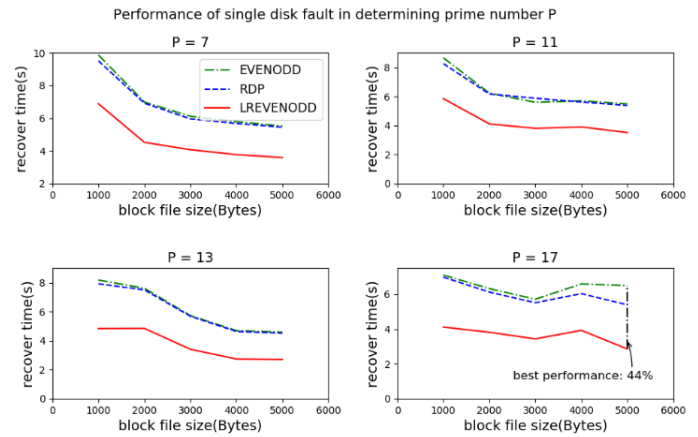 Performance of single disk fault in determining prime number P
P = 7
10
8
6
4
2
recover time(s)
EVENODD
RDP
LREVENODD
0 1000 2000 3000 4000 5000 6000
block file size(Bytes)
P = 11
10
8
6
4
2
0
recover time(s)
0 1000 2000 3000 4000 5000 6000
block file size(Bytes)
P = 13
8
6
4
2
0
recover time(s)
0 1000 2000 3000 4000 5000 6000
block file size(Bytes)
P = 17
6
4
2
0
recover time(s)
best performance: 44%
0 1000 2000 3000 4000 5000 6000
block file size(Bytes)